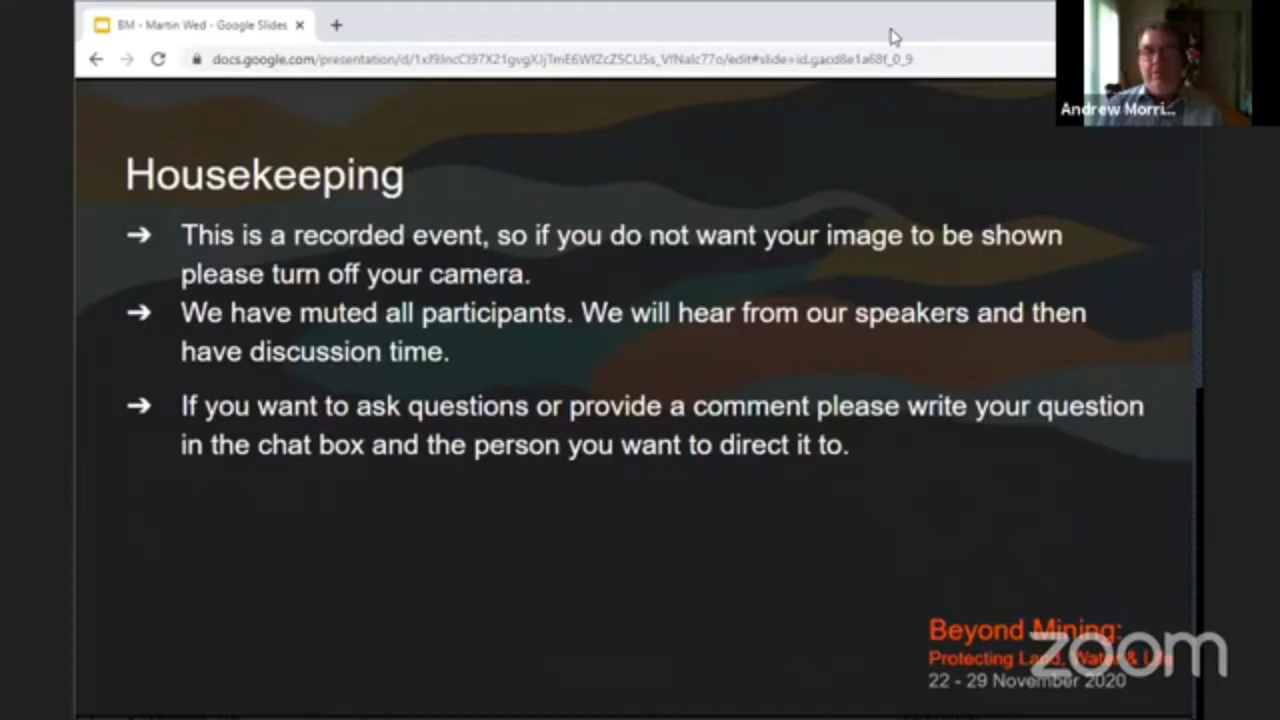 BM - Martin Wed - Google Slides
Andrew Morri...
Housekeeping
➔ This is a recorded event, so if you do not want your image to be shown
please turn off your camera.
➔ We have muted all participants. We will hear from our speakers and then
have discussion time.
➔ If you want to ask questions or provide a comment please write your question
in the chat box and the person you want to direct it to.
Beyond Mining:
Protecting Land, Water & Life
22 - 29 November 2020
zoom